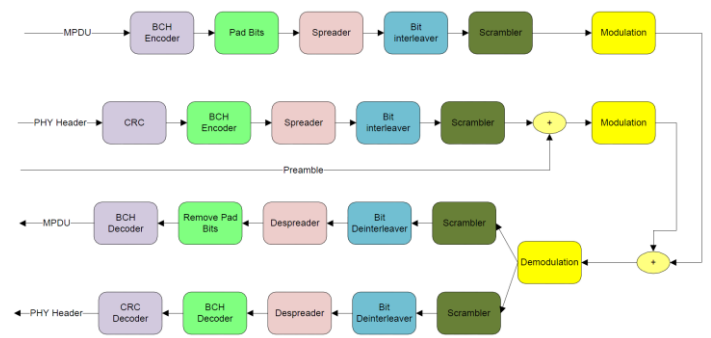 MPDU
BCH
Encoder
Pad Bits
Spreader
Bit
interleaver
Scrambler
Modulation
PHY Header
CRC
BCH
Encoder
Spreader
Bit
interleaver
Scrambler
+
Modulation
Preamble
MPDU
BCH
Decoder
Remove Pad
Bits
Despreader
Bit
Deinterleaver
Scrambler
Demodulation
+
PHY Header
CRC
Decoder
BCH
Decoder
Despreader
Bit
Deinterleaver
Scrambler